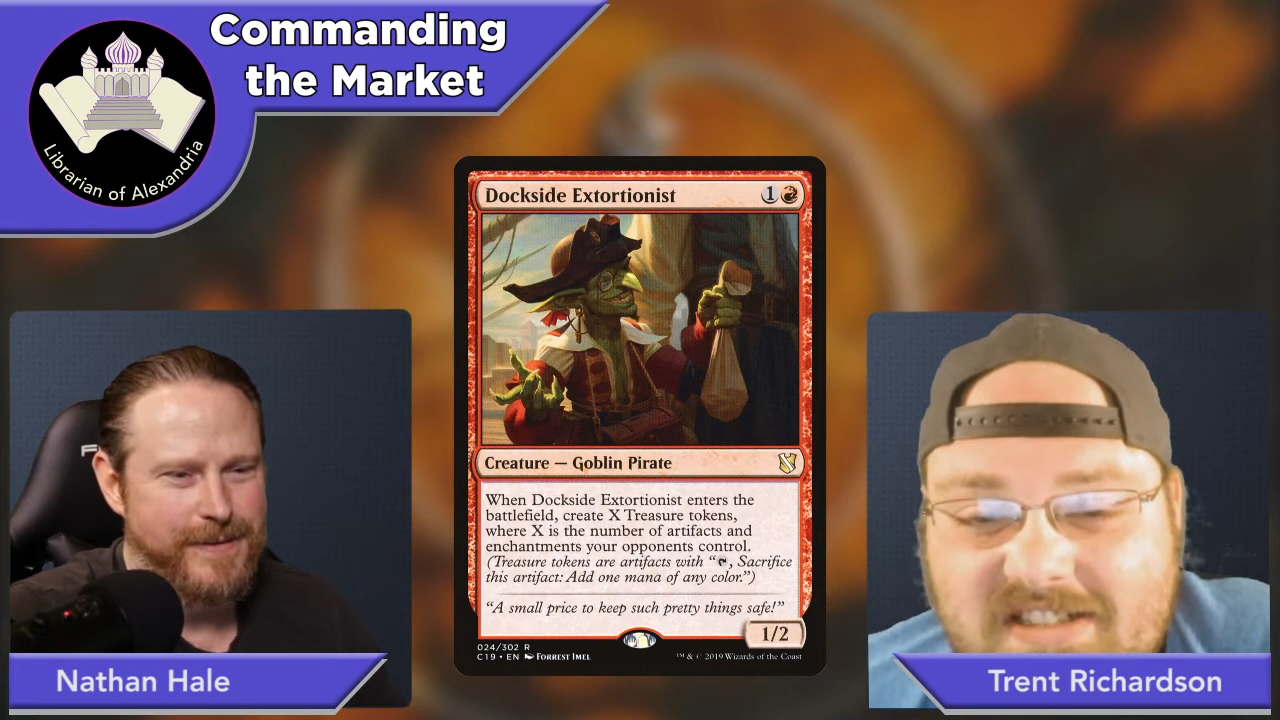 Commanding
the Market
Librarian of Alexandria
Dockside Extortionist 1
Creature — Goblin Pirate
When Dockside Extortionist enters the
battlefield, create X Treasure tokens,
where X is the number of artifacts and
enchantments your opponents control.
(Treasure tokens are artifacts with “, Sacrifice
this artifact: Add one mana of any color.”)
“A small price to keep such pretty things safe!”
1/2
024/302 R
C19 • EN Forrest Imel
™ & © 2019 Wizards of the Coast
Nathan Hale
Trent Richardson